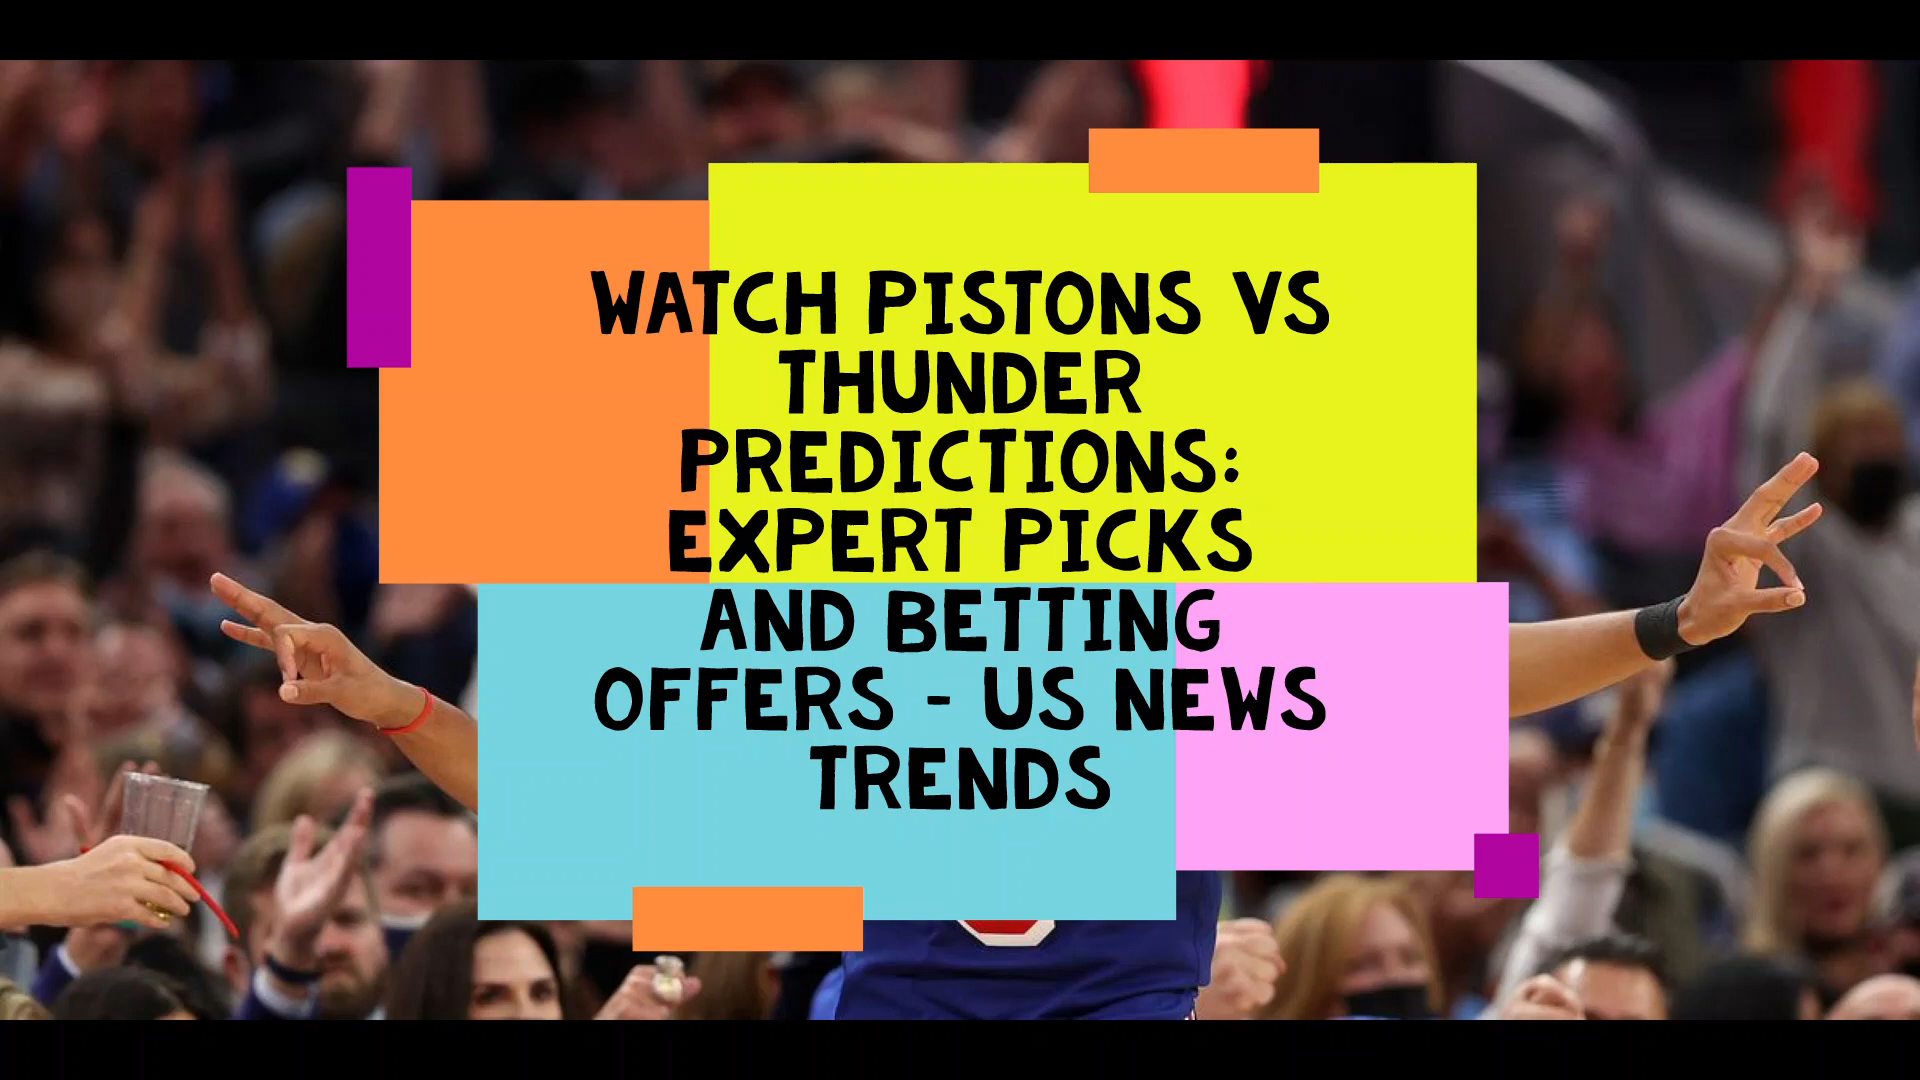 WATCH PISTONS VS
THUNDER
PREDICTIONS:
EXPERT PICKS
AND BETTING
OFFERS - US NEWS
TRENDS